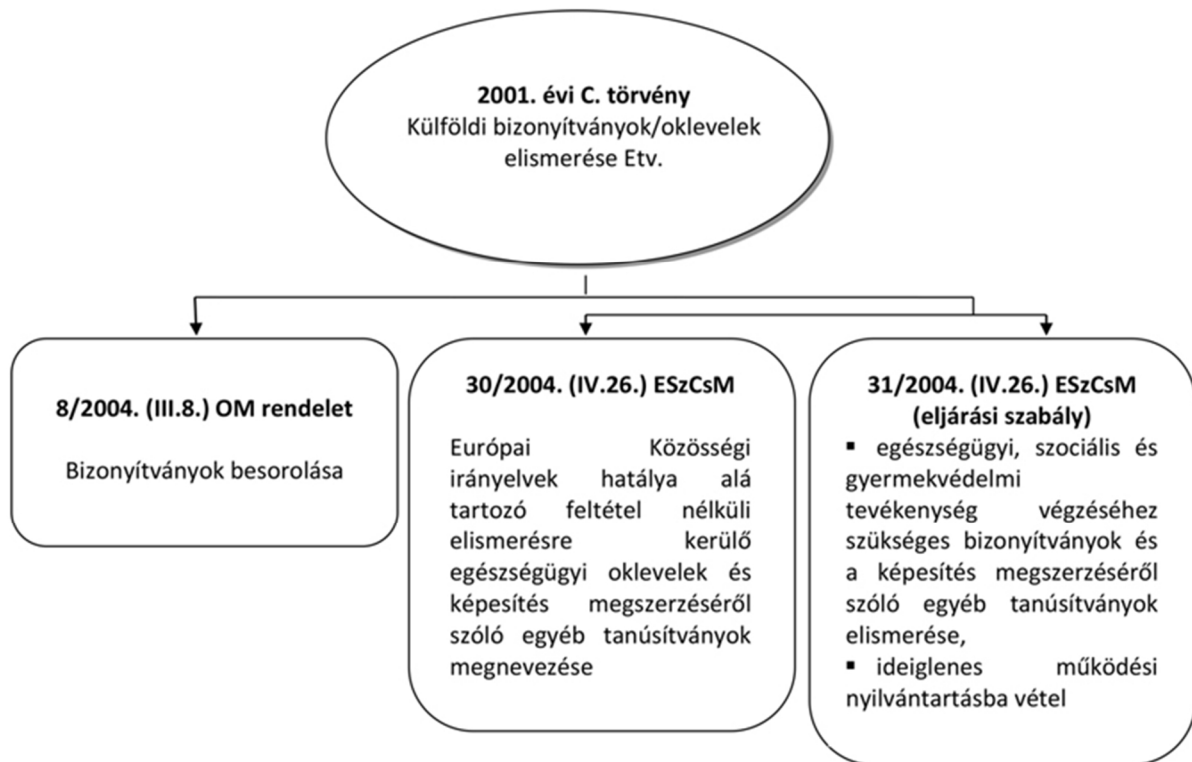 2001. évi C. törvény
Külföldi bizonyítványok/oklevelek
elismerése Etv.
8/2004. (III.8.) OM rendelet
Bizonyítványok besorolása
30/2004. (IV.26.) ESzCsM
Európai Közösségi
irányelvek hatálya alá
tartozó feltétel nélküli
elismerésre kerülő
egészségügyi oklevelek és
képesítés megszerzéséről
szóló egyéb tanúsítványok
megnevezése
31/2004. (IV.26.) ESzCsM
(eljárási szabály)
▪ egészségügyi, szociális és
gyermekvédelmi
tevékenység végzéséhez
szükséges bizonyítványok és
a képesítés megszerzéséről
szóló egyéb tanúsítványok
elismerése,
▪ ideiglenes működési
nyilvántartásba vétel